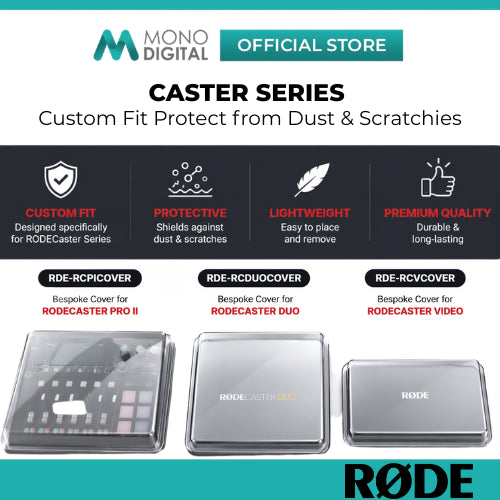 MONO
DIGITAL
OFFICIAL STORE
CASTER SERIES
Custom Fit Protect from Dust & Scratchies
CUSTOM FIT
Designed specifically
for RODECaster Series
PROTECTIVE
Shields against
dust & scratches
LIGHTWEIGHT
Easy to place
and remove
PREMIUM QUALITY
Durable &
long-lasting
RDE-RCPICOVER
Bespoke Cover for
RODECASTER PRO II
RDE-RCDUOCOVER
Bespoke Cover for
RODECASTER DUO
RDE-RCVCOVER
Bespoke Cover for
RODECASTER VIDEO
RØDECASTER DUO
RØDE
RØDE